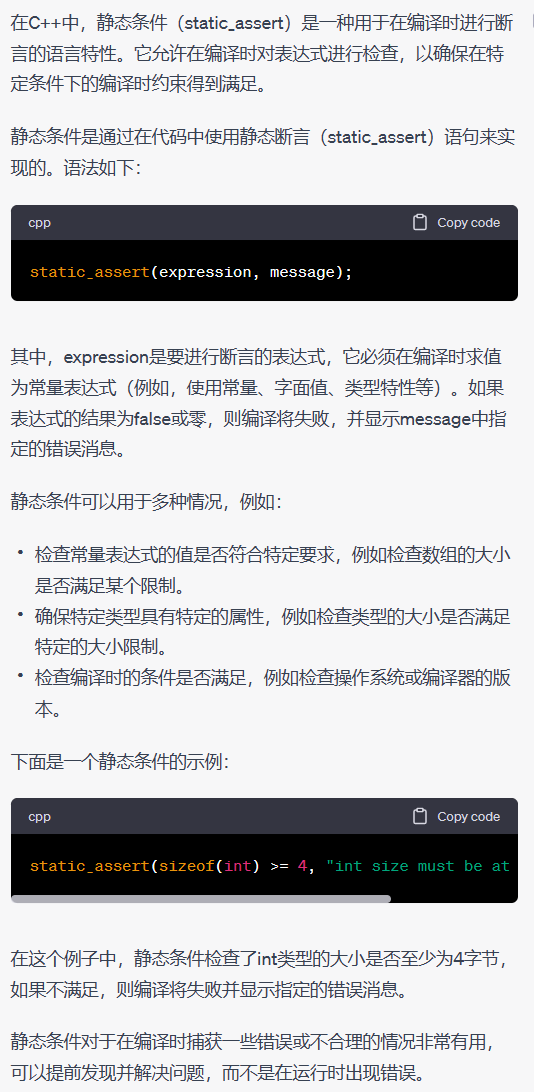 在C++中，静态条件（static_assert）是一种用于在编译时进行断
言的语言特性。它允许在编译时对表达式进行检查，以确保在特
定条件下的编译时约束得到满足。
静态条件是通过在代码中使用静态断言（static_assert）语句来实
现的。语法如下：
cpp Copy code
static_assert(expression, message);
其中，expression是要进行断言的表达式，它必须在编译时求值
为常量表达式（例如，使用常量、字面值、类型特性等）。如果
表达式的结果为false或零，则编译将失败，并显示message中指
定的错误消息。
静态条件可以用于多种情况，例如：
• 检查常量表达式的值是否符合特定要求，例如检查数组的大小
是否满足某个限制。
• 确保特定类型具有特定的属性，例如检查类型的大小是否满足
特定的大小限制。
• 检查编译时的条件是否满足，例如检查操作系统或编译器的版
本。
下面是一个静态条件的示例：
cpp Copy code
static_assert(sizeof(int) >= 4, "int size must be at
在这个例子中，静态条件检查了int类型的大小是否至少为4字节，
如果不满足，则编译将失败并显示指定的错误消息。
静态条件对于在编译时捕获一些错误或不合理的情况非常有用，
可以提前发现并解决问题，而不是在运行时出现错误。